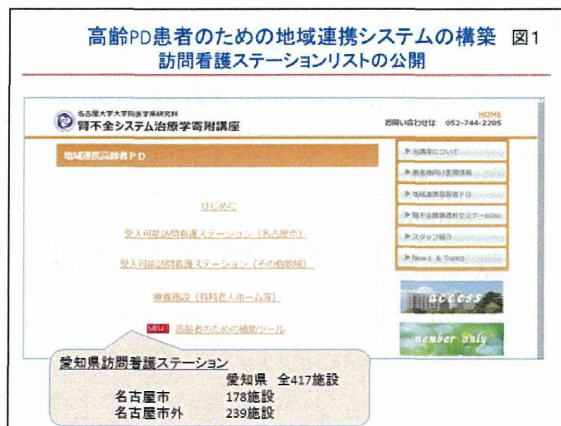 高齢PD患者のための地域連携システムの構築 図1
訪問看護ステーションリストの公開
名古屋大学大学院医学系研究科
腎不全システム治療学寄附講座
HOME
お問い合わせは 052-744-2205
地域連携高齢者PD
はじめに
受入可能訪問看護ステーション（名古屋市）
受入可能訪問看護ステーション（その他地域）
療養施設（有料老人ホーム等）
高齢者のための補助ツール
当講座について
患者様向け医療情報
地域連携高齢者PD
スタッフ紹介
News & Topics
access
member only
愛知県訪問看護ステーション
愛知県 全417施設
名古屋市 178施設
名古屋市外 239施設